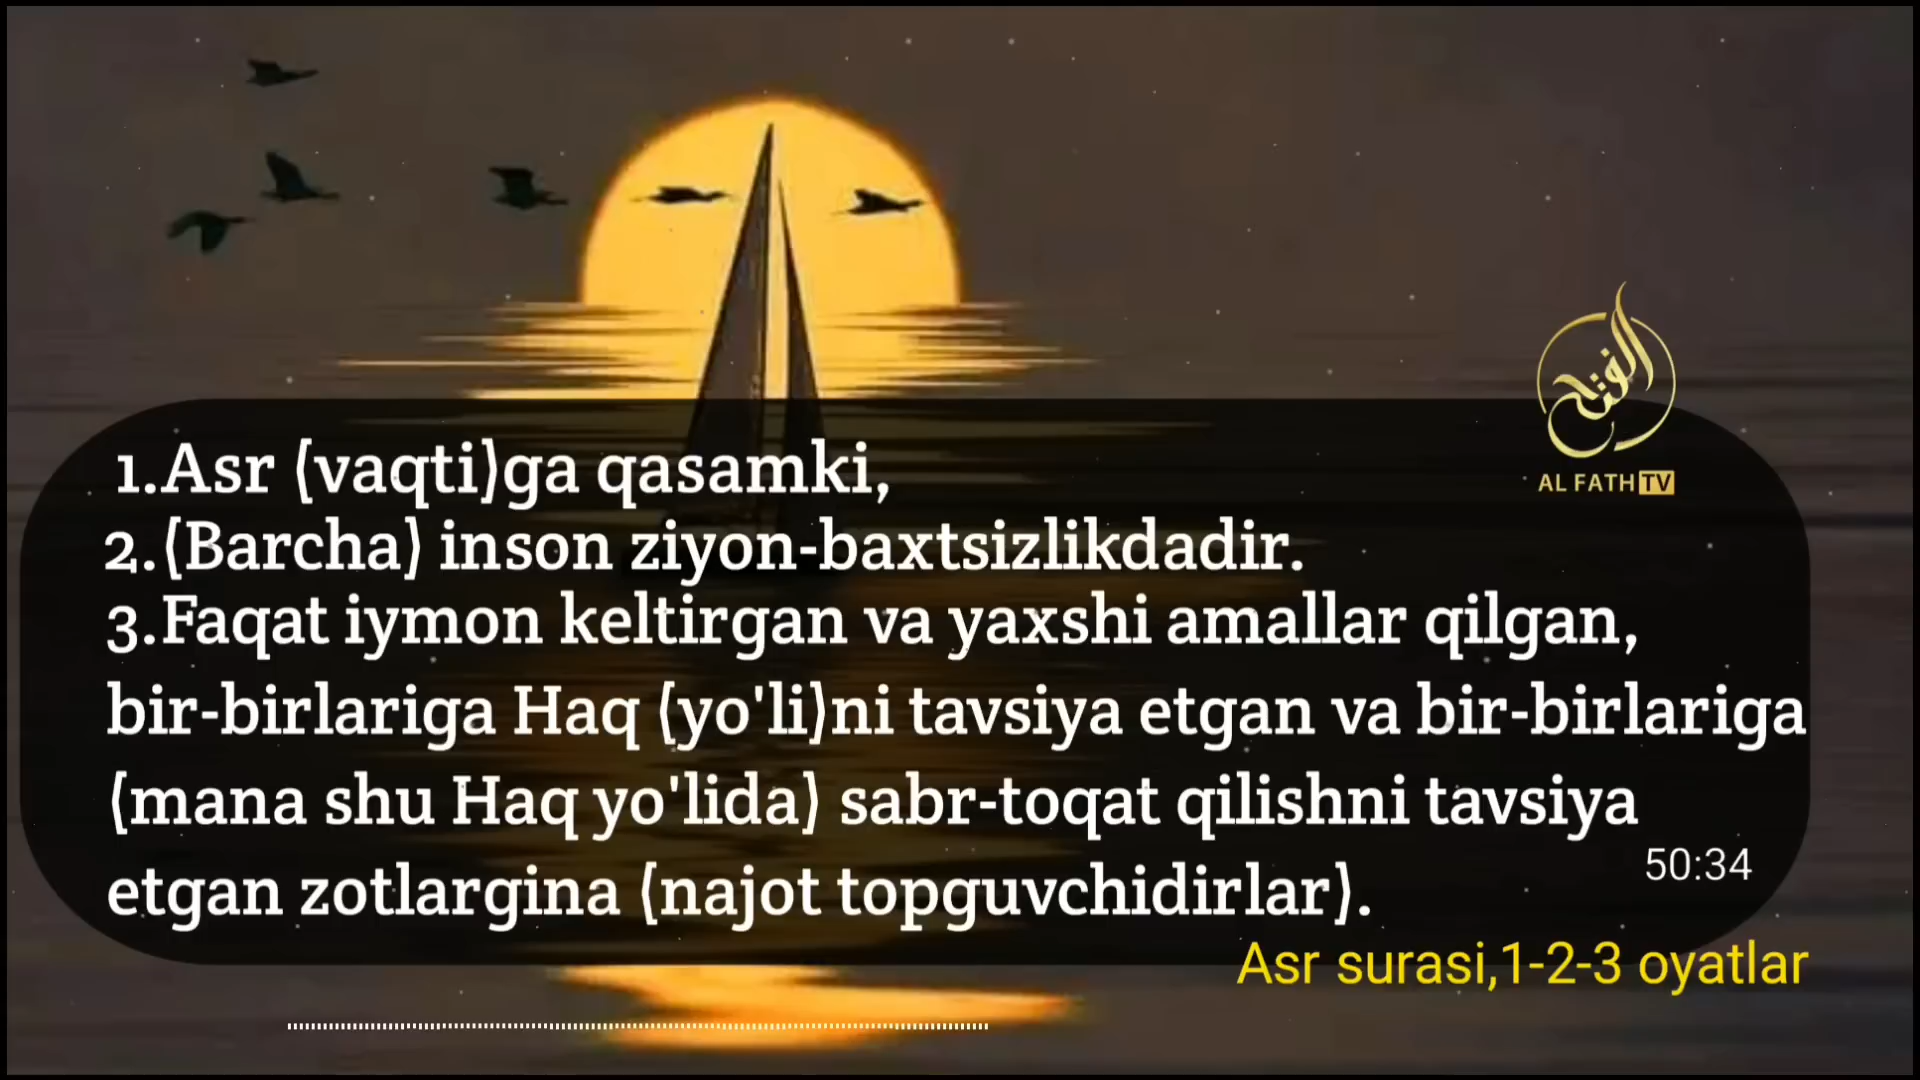 الفتح
AL FATH TV
1.Asr (vaqti)ga qasamki,
2.(Barcha) inson ziyon-baxtsizlikdadir.
3.Faqat iymon keltirgan va yaxshi amallar qilgan,
bir-birlariga Haq (yo'li)ni tavsiya etgan va bir-birlariga
(mana shu Haq yo'lida) sabr-toqat qilishni tavsiya
etgan zotlargina (najot topguvchidirlar).
50:34
Asr surasi,1-2-3 oyatlar